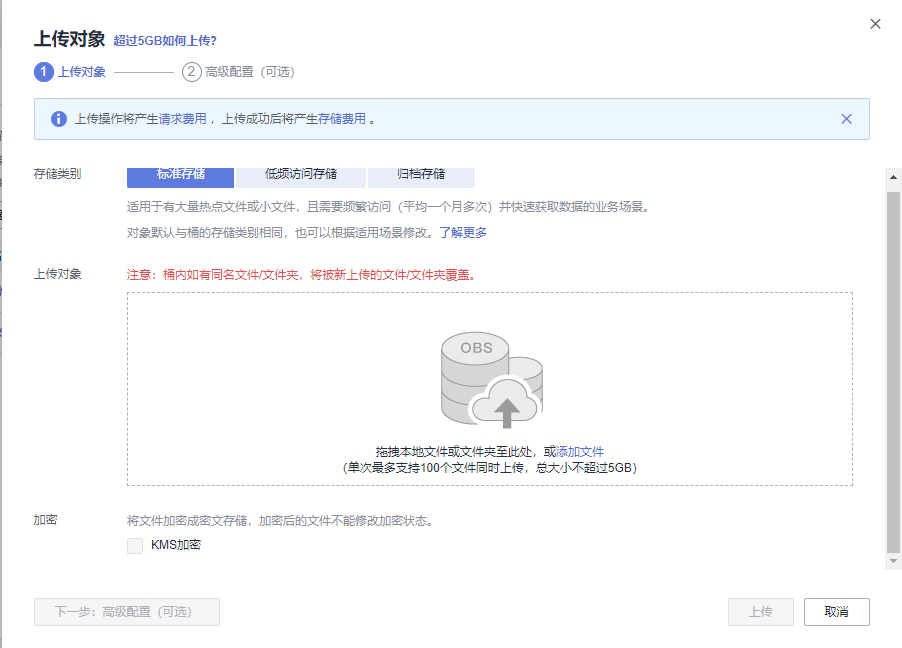 上传对象 超过5GB如何上传?
1 上传对象 2 高级配置（可选）
上传操作将产生请求费用 ，上传成功后将产生存储费用 。
存储类别 标准存储 低频访问存储 归档存储
适用于有大量热点文件或小文件，且需要频繁访问（平均一个月多次）并快速获取数据的业务场景。
对象默认与桶的存储类别相同，也可以根据适用场景修改。了解更多
上传对象 注意：桶内如有同名文件/文件夹，将被新上传的文件/文件夹覆盖。
OBS
拖拽本地文件或文件夹至此处，或添加文件
（单次最多支持100个文件同时上传，总大小不超过5GB）
加密 将文件加密成密文存储，加密后的文件不能修改加密状态。
KMS加密
下一步：高级配置（可选） 上传 取消